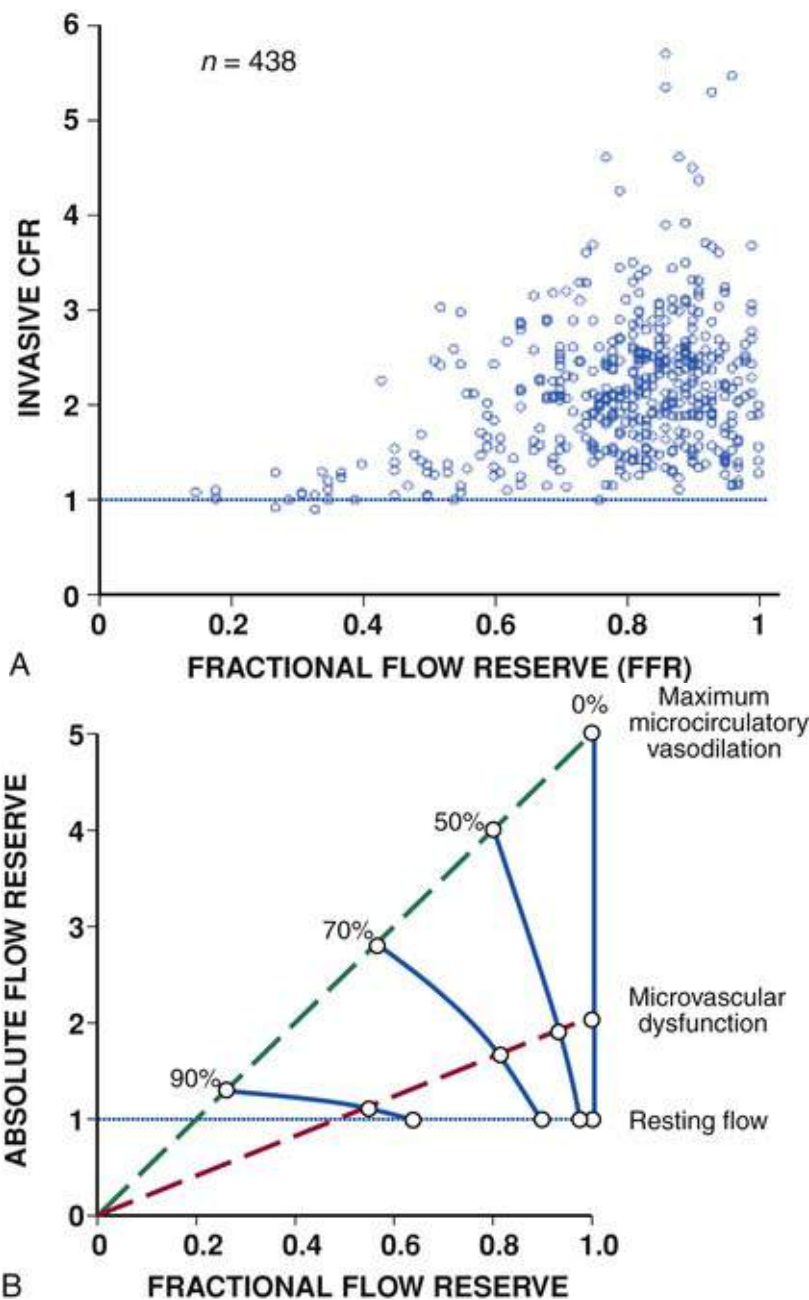 6
n = 438
5
4
3
2
1
0
INVASIVE CFR
0 0.2 0.4 0.6 0.8 1
A
FRACTIONAL FLOW RESERVE (FFR)
0%
Maximum
microcirculatory
vasodilation
5
50%
4
70%
3
Microvascular
dysfunction
2
90%
1
Resting flow
0
ABSOLUTE FLOW RESERVE
0 0.2 0.4 0.6 0.8 1.0
B
FRACTIONAL FLOW RESERVE